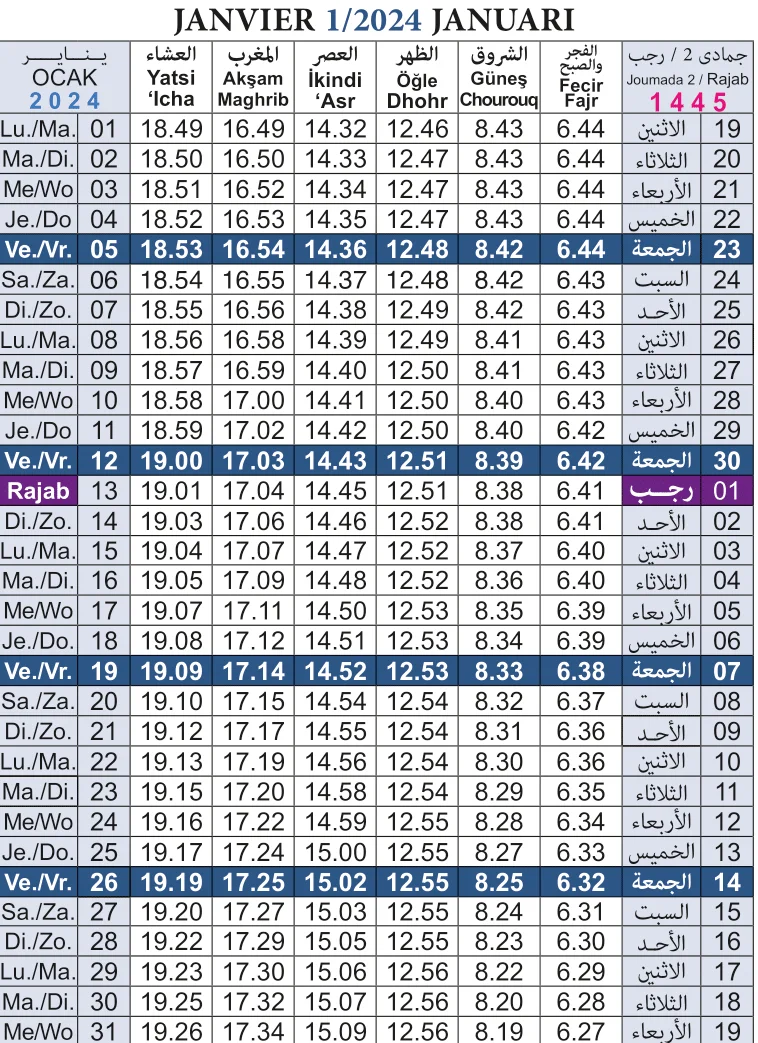 JANVIER 1/2024 JANUARI
ينـايـــر OCAK 2024 | العشاء Yatsi ‘Icha | المغرب Akşam Maghrib | العصر İkindi ‘Asr | الظهر Öğle Dhohr | الشروق Güneş Chourouq | الفجر والصبح Fecir Fajr | جمادى 2 / رجب Joumada 2 / Rajab 1445
Lu./Ma. 01 18.49 16.49 14.32 12.46 8.43 6.44 الاثنين 19
Ma./Di. 02 18.50 16.50 14.33 12.47 8.43 6.44 الثلاثاء 20
Me/Wo 03 18.51 16.52 14.34 12.47 8.43 6.44 الأربعاء 21
Je./Do 04 18.52 16.53 14.35 12.47 8.43 6.44 الخميس 22
Ve./Vr. 05 18.53 16.54 14.36 12.48 8.42 6.44 الجمعة 23
Sa./Za. 06 18.54 16.55 14.37 12.48 8.42 6.43 السبت 24
Di./Zo. 07 18.55 16.56 14.38 12.49 8.42 6.43 الأحـد 25
Lu./Ma. 08 18.56 16.58 14.39 12.49 8.41 6.43 الاثنين 26
Ma./Di. 09 18.57 16.59 14.40 12.50 8.41 6.43 الثلاثاء 27
Me/Wo 10 18.58 17.00 14.41 12.50 8.40 6.43 الأربعاء 28
Je./Do 11 18.59 17.02 14.42 12.50 8.40 6.42 الخميس 29
Ve./Vr. 12 19.00 17.03 14.43 12.51 8.39 6.42 الجمعة 30
Rajab 13 19.01 17.04 14.45 12.51 8.38 6.41 رجـــب 01
Di./Zo. 14 19.03 17.06 14.46 12.52 8.38 6.41 الأحـد 02
Lu./Ma. 15 19.04 17.07 14.47 12.52 8.37 6.40 الاثنين 03
Ma./Di. 16 19.05 17.09 14.48 12.52 8.36 6.40 الثلاثاء 04
Me/Wo 17 19.07 17.11 14.50 12.53 8.35 6.39 الأربعاء 05
Je./Do. 18 19.08 17.12 14.51 12.53 8.34 6.39 الخميس 06
Ve./Vr. 19 19.09 17.14 14.52 12.53 8.33 6.38 الجمعة 07
Sa./Za. 20 19.10 17.15 14.54 12.54 8.32 6.37 السبت 08
Di./Zo. 21 19.12 17.17 14.55 12.54 8.31 6.36 الأحـد 09
Lu./Ma. 22 19.13 17.19 14.56 12.54 8.30 6.36 الاثنين 10
Ma./Di. 23 19.15 17.20 14.58 12.54 8.29 6.35 الثلاثاء 11
Me/Wo 24 19.16 17.22 14.59 12.55 8.28 6.34 الأربعاء 12
Je./Do. 25 19.17 17.24 15.00 12.55 8.27 6.33 الخميس 13
Ve./Vr. 26 19.19 17.25 15.02 12.55 8.25 6.32 الجمعة 14
Sa./Za. 27 19.20 17.27 15.03 12.55 8.24 6.31 السبت 15
Di./Zo. 28 19.22 17.29 15.05 12.55 8.23 6.30 الأحـد 16
Lu./Ma. 29 19.23 17.30 15.06 12.56 8.22 6.29 الاثنين 17
Ma./Di. 30 19.25 17.32 15.07 12.56 8.20 6.28 الثلاثاء 18
Me/Wo 31 19.26 17.34 15.09 12.56 8.19 6.27 الأربعاء 19